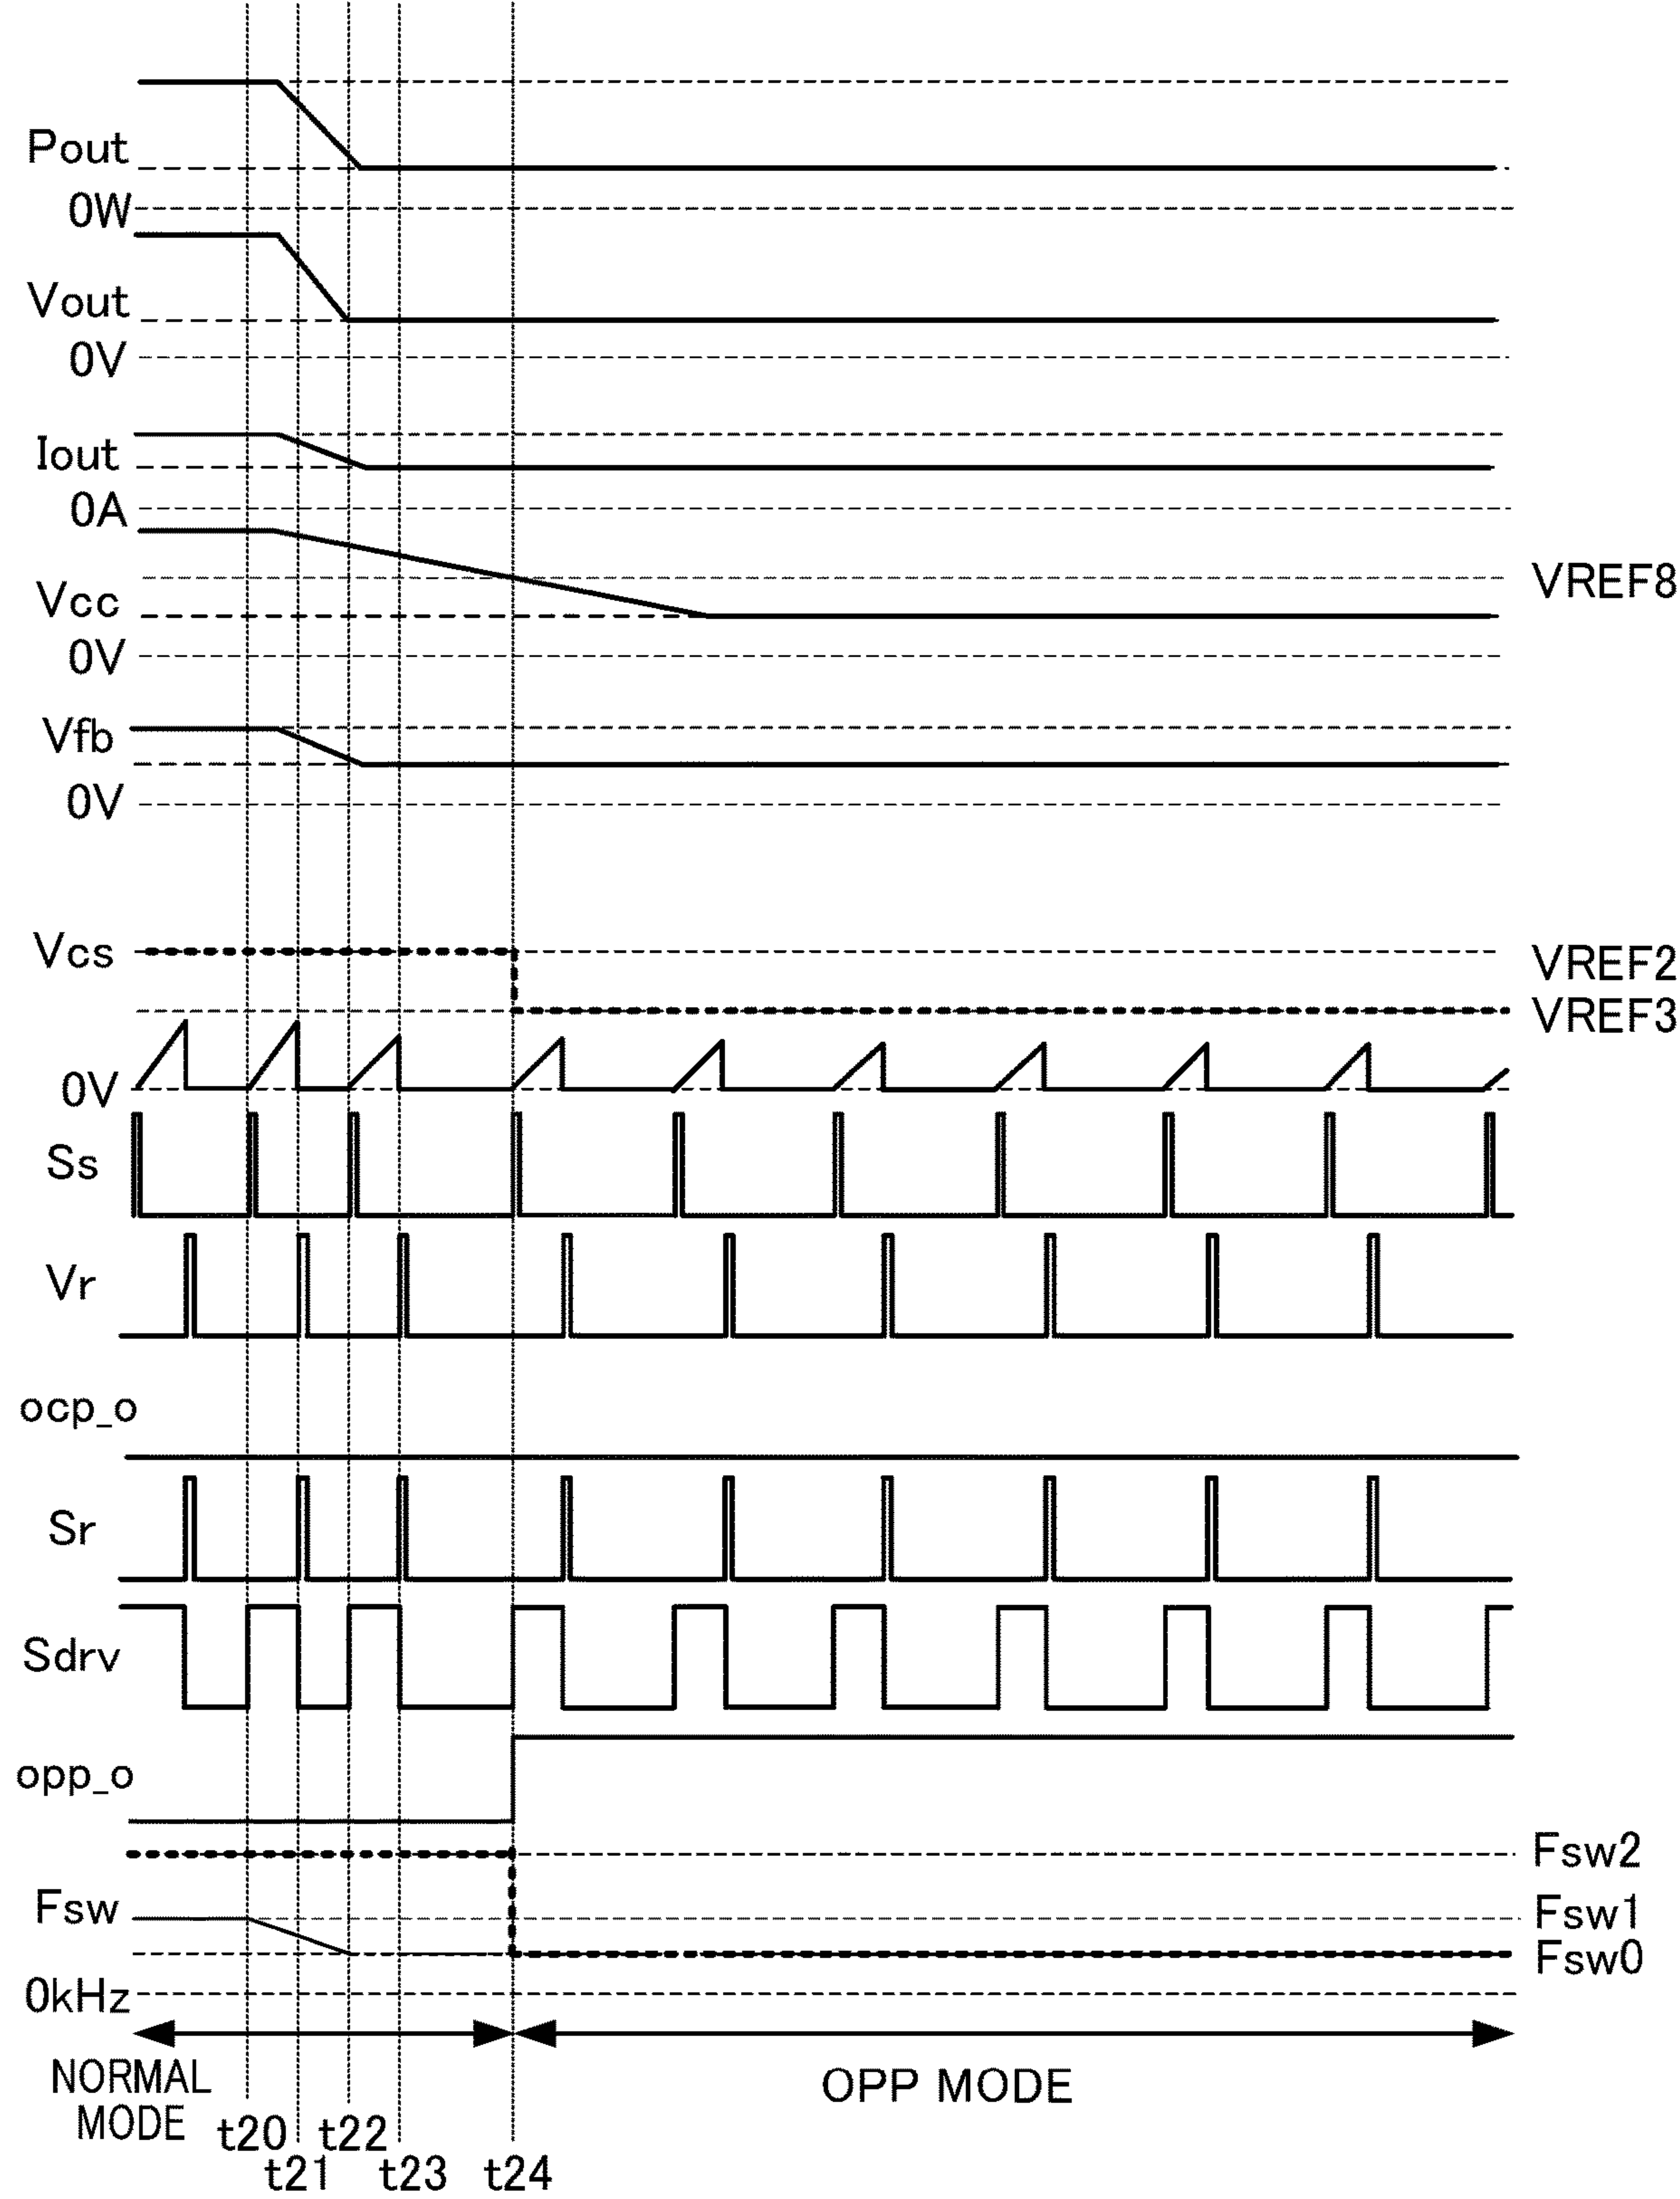 Pout
0W
Vout
0V
Iout
0A
VREF8
Vcc
0V
Vfb
0V
Vcs
VREF2
VREF3
0V
Ss
Vr
ocp_o
Sr
Sdrv
opp_o
Fsw2
Fsw
Fsw1
Fsw0
0kHz
NORMAL
MODE
OPP MODE
t20
t21
t22
t23
t24